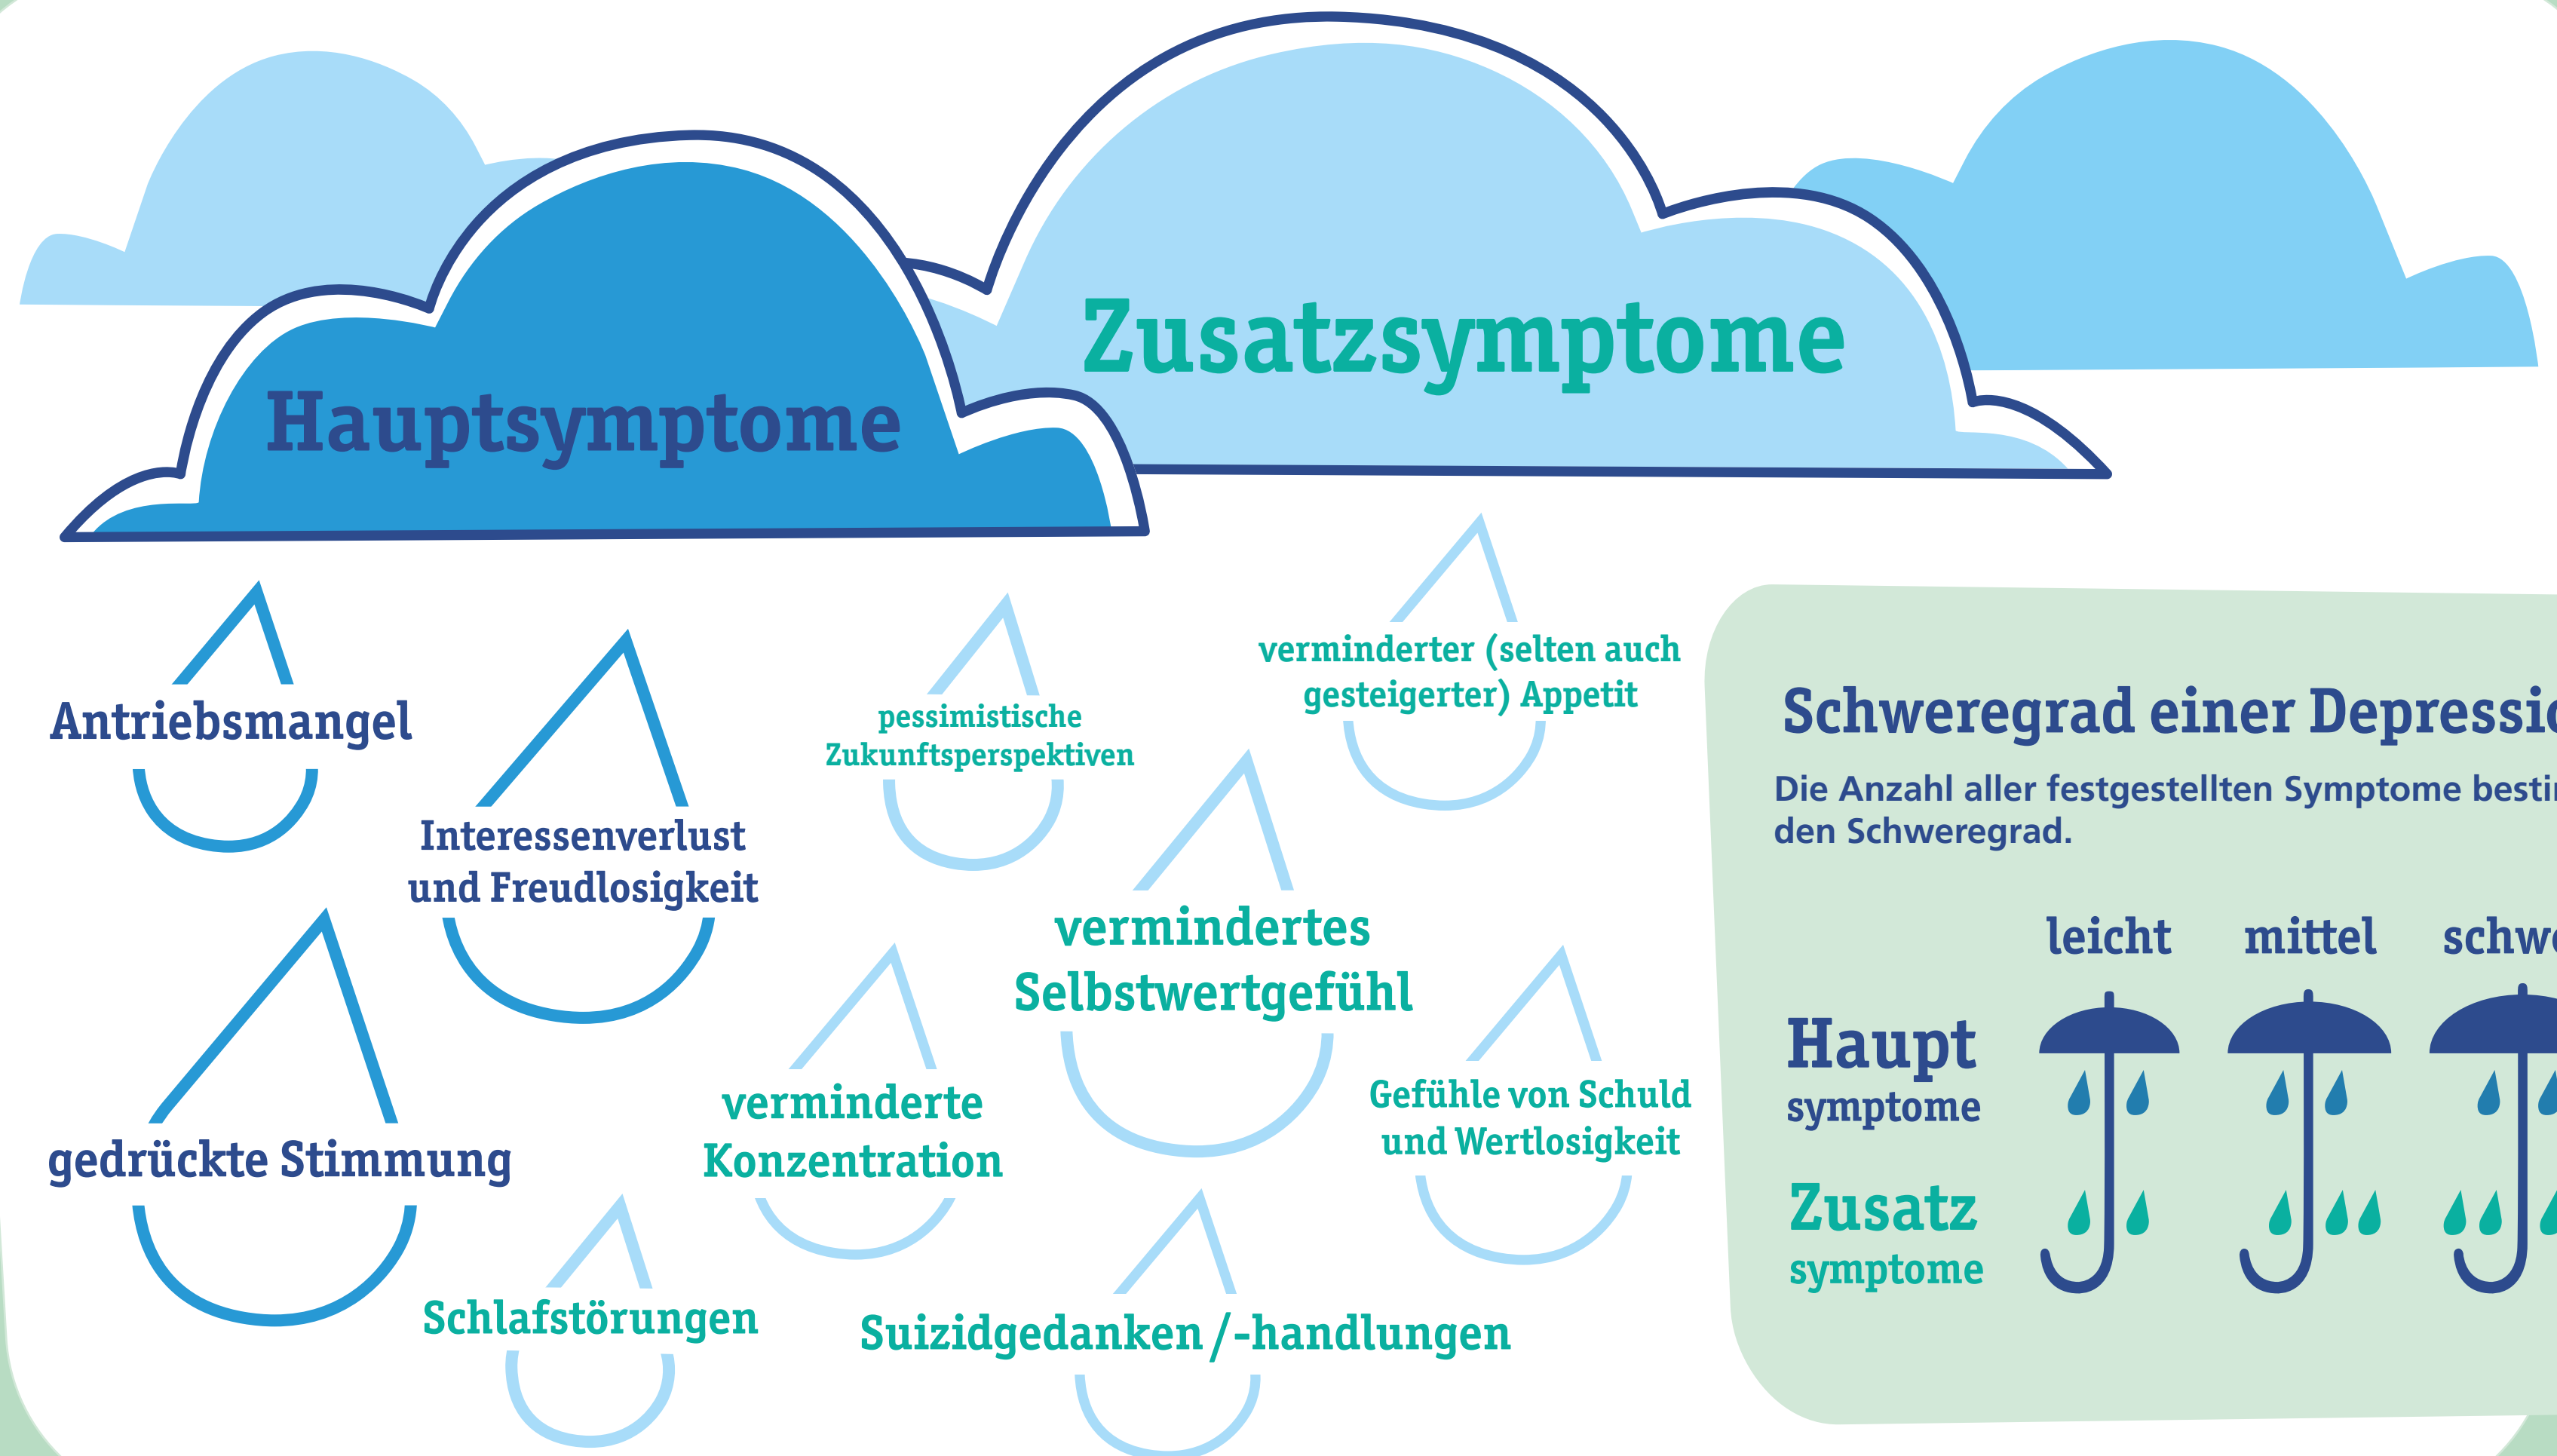 Hauptsymptome
Zusatzsymptome
Antriebsmangel
Interessenverlust
und Freudlosigkeit
gedrückte Stimmung
pessimistische
Zukunftsperspektiven
verminderter (selten auch
gesteigerter) Appetit
vermindertes
Selbstwertgefühl
verminderte
Konzentration
Gefühle von Schuld
und Wertlosigkeit
Schlafstörungen
Suizidgedanken/-handlungen
Schweregrad einer
Die Anzahl aller festgestellten Symptome
den Schweregrad.
leicht mittel
Haupt
symptome
Zusatz
symptome